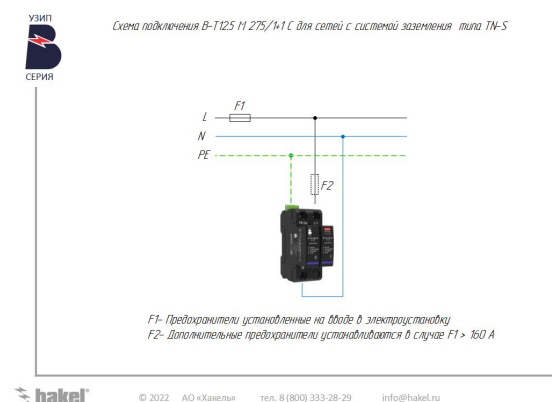 УЗИП
B
СЕРИЯ
Схема подключения B-T12.5 M 275/1+1 C для сетей с системой заземления типа TN-S
F1
L
N
PE
F2
F1- Предохранители установленные на вводе в электроустановку
F2- Дополнительные предохранители устанавливаются в случае F1 > 160 А
hakel®
© 2022 АО «Хакель» тел. 8 (800) 333-28-29 info@hakel.ru